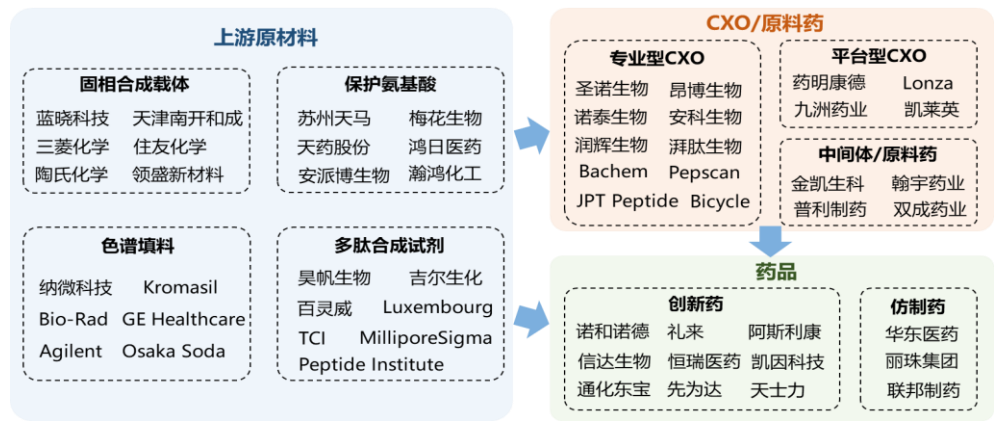 上游原材料
固相合成载体
蓝晓科技 天津南开和成
三菱化学 住友化学
陶氏化学 领盛新材料
保护氨基酸
苏州天马 梅花生物
天药股份 鸿日医药
安派博生物 瀚鸿化工
色谱填料
纳微科技 Kromasil
Bio-Rad GE Healthcare
Agilent Osaka Soda
多肽合成试剂
昊帆生物 吉尔生化
百灵威 Luxembourg
TCI MilliporeSigma
Peptide Institute
CXO/原料药
专业型CXO
圣诺生物 昂博生物
诺泰生物 安科生物
润辉生物 湃肽生物
Bachem Pepscan
JPT Peptide Bicycle
平台型CXO
药明康德 Lonza
九洲药业 凯莱英
中间体/原料药
金凯生科 翰宇药业
普利制药 双成药业
药品
创新药
诺和诺德 礼来 阿斯利康
信达生物 恒瑞医药 凯因科技
通化东宝 先为达 天士力
仿制药
华东医药
丽珠集团
联邦制药